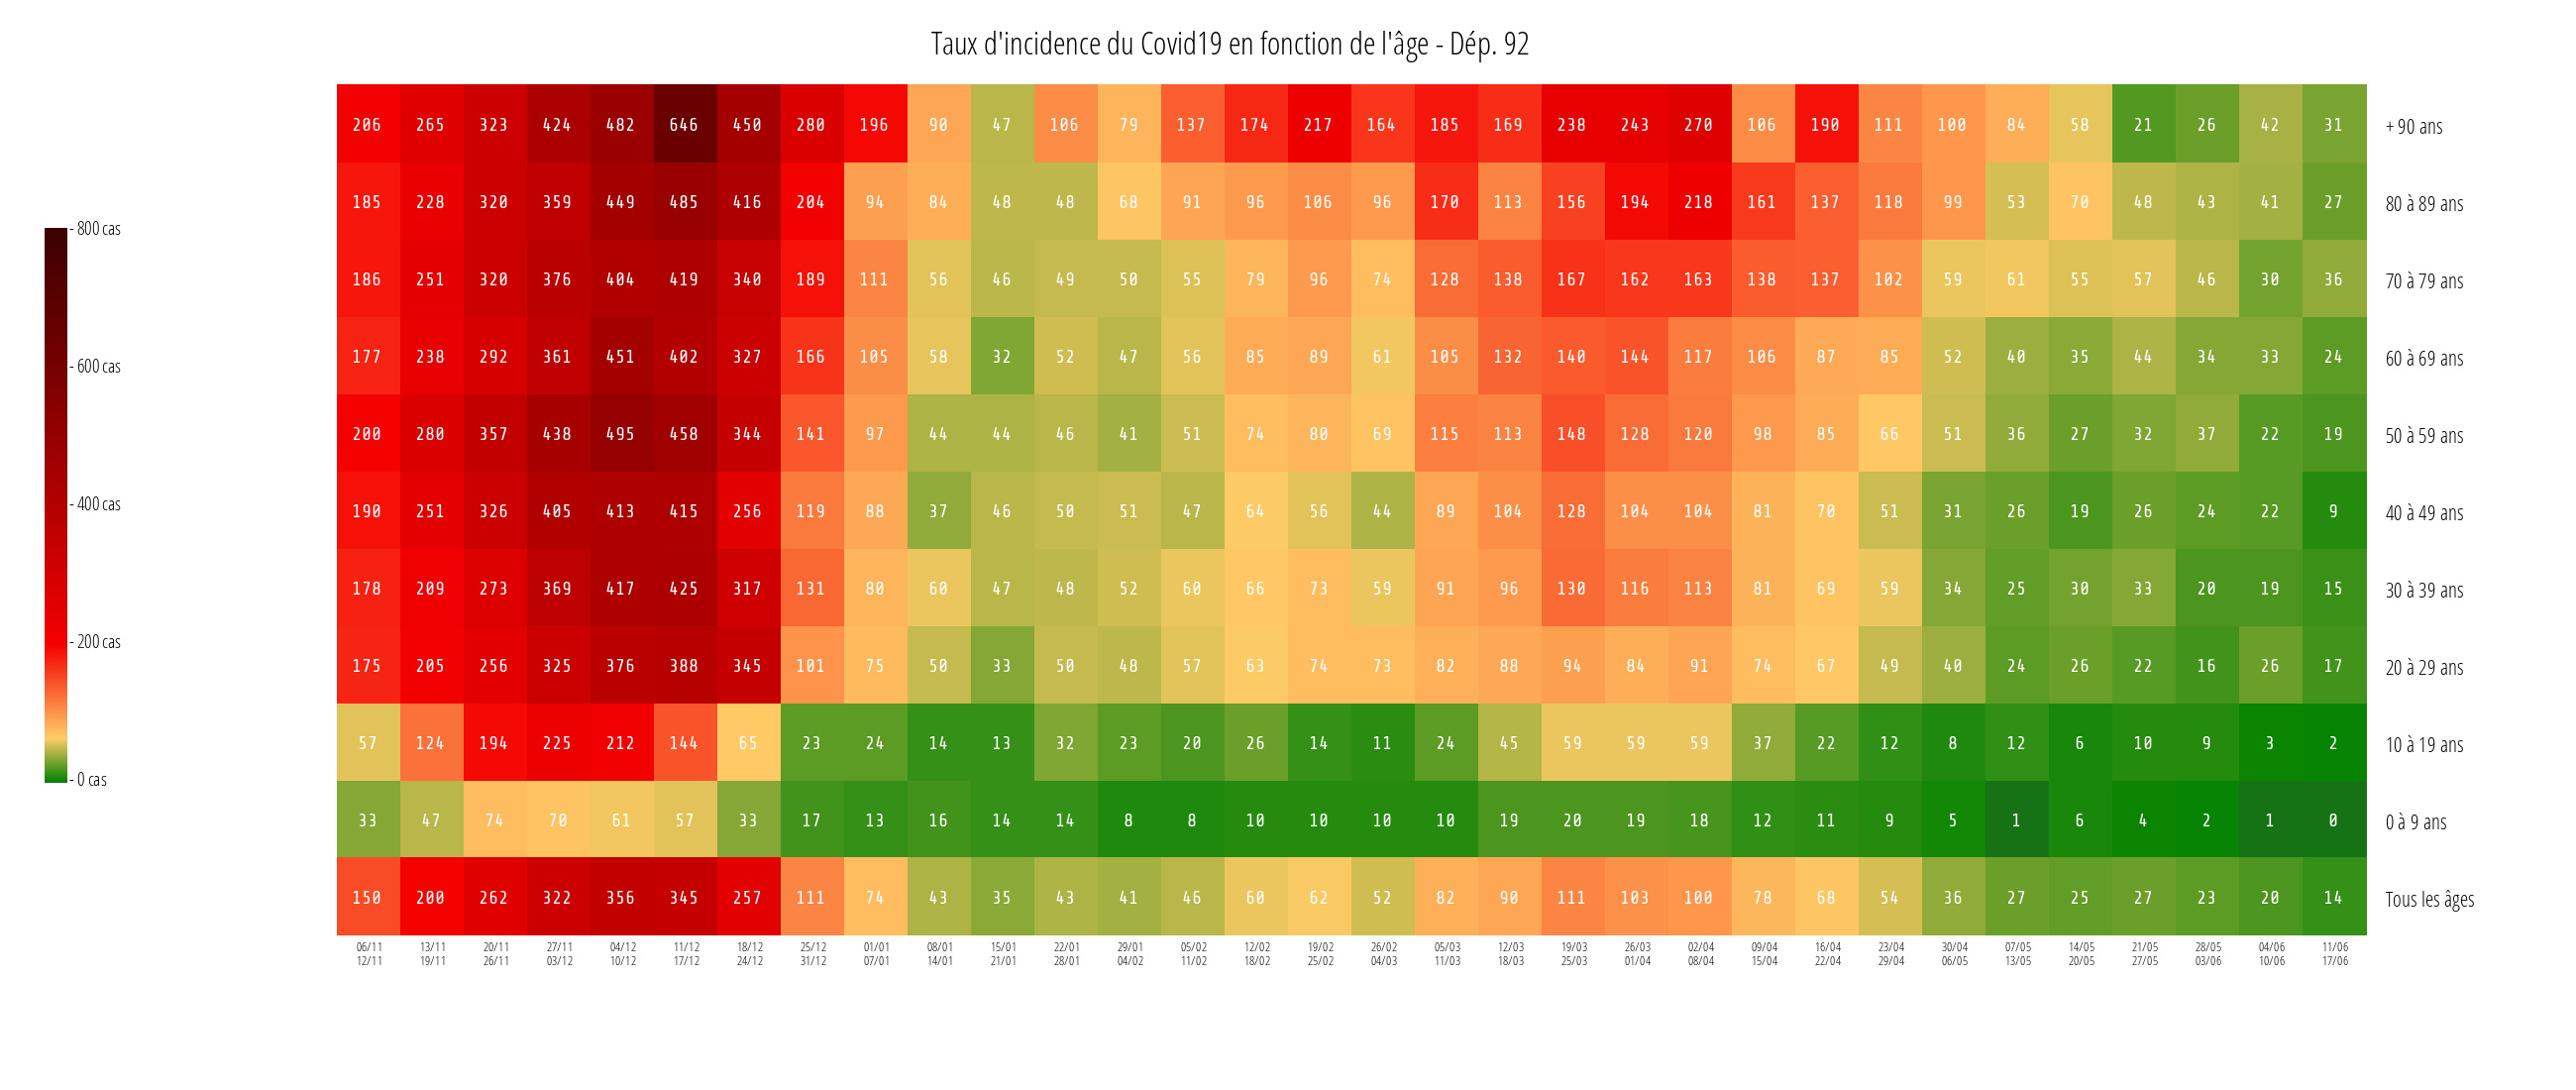 Taux d'incidence du Covid19 en fonction de l'âge - Dép. 92
- 800 cas
- 600 cas
- 400 cas
- 200 cas
- 0 cas
206 265 323 424 482 646 450 280 196 90 47 106 79 137 174 217 164 185 169 238 243 270 106 190 111 100 84 58 21 26 42 31 + 90 ans
185 228 320 359 449 485 416 204 94 84 48 48 68 91 96 106 96 170 113 156 194 218 161 137 118 99 53 70 48 43 41 27 80 à 89 ans
186 251 320 376 404 419 340 189 111 56 46 49 50 55 79 96 74 128 138 167 162 163 138 137 102 59 61 55 57 46 30 36 70 à 79 ans
177 238 292 361 451 402 327 166 105 58 32 52 47 56 85 89 61 105 132 140 144 117 106 87 85 52 40 35 44 34 33 24 60 à 69 ans
200 280 357 438 495 458 344 141 97 44 44 46 41 51 74 80 69 115 113 148 128 120 98 85 66 51 36 27 32 37 22 19 50 à 59 ans
190 251 326 405 413 415 256 119 88 37 46 50 51 47 64 56 44 89 104 128 104 104 81 70 51 31 26 19 26 24 22 9 40 à 49 ans
178 209 273 369 417 425 317 131 80 60 47 48 52 60 66 73 59 91 96 130 116 113 81 69 59 34 25 30 33 20 19 15 30 à 39 ans
175 205 256 325 376 388 345 101 75 50 33 50 48 57 63 74 73 82 88 94 84 91 74 67 49 40 24 26 22 16 26 17 20 à 29 ans
57 124 194 225 212 144 65 23 24 14 13 32 23 20 26 14 11 24 45 59 59 59 37 22 12 8 12 6 10 9 3 2 10 à 19 ans
33 47 74 70 61 57 33 17 13 16 14 14 8 8 10 10 10 10 19 20 19 18 12 11 9 5 1 6 4 2 1 0 0 à 9 ans
150 200 262 322 356 345 257 111 74 43 35 43 41 46 60 62 52 82 90 111 103 100 78 68 54 36 27 25 27 23 20 14 Tous les âges
06/11 13/11 20/11 27/11 04/12 11/12 18/12 25/12 01/01 08/01 15/01 22/01 29/01 05/02 12/02 19/02 26/02 05/03 12/03 19/03 26/03 02/04 09/04 16/04 23/04 30/04 07/05 14/05 21/05 28/05 04/06 11/06
12/11 19/11 26/11 03/12 10/12 17/12 24/12 31/12 07/01 14/01 21/01 28/01 04/02 11/02 18/02 25/02 04/03 11/03 18/03 25/03 01/04 08/04 15/04 22/04 29/04 06/05 13/05 20/05 27/05 03/06 10/06 17/06